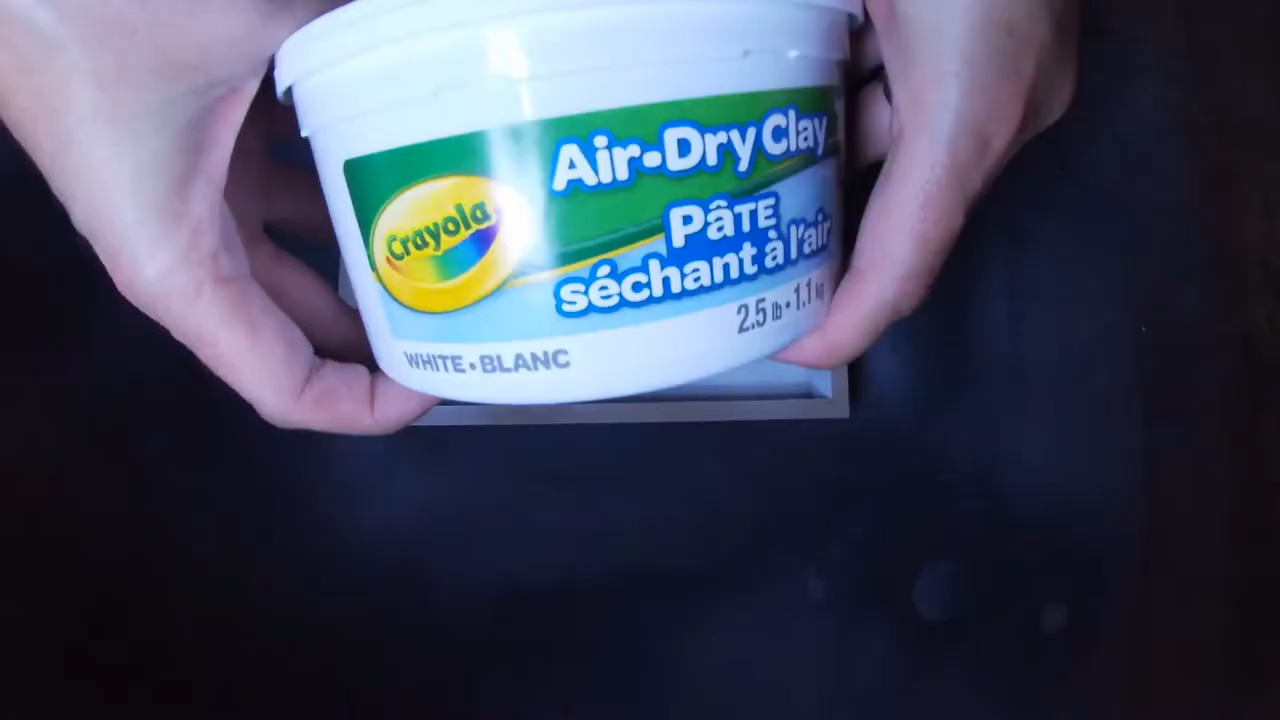 Crayola
Air-Dry Clay
PÂTE
séchant à l'air
2.5 lb • 1.1 kg
WHITE • BLANC